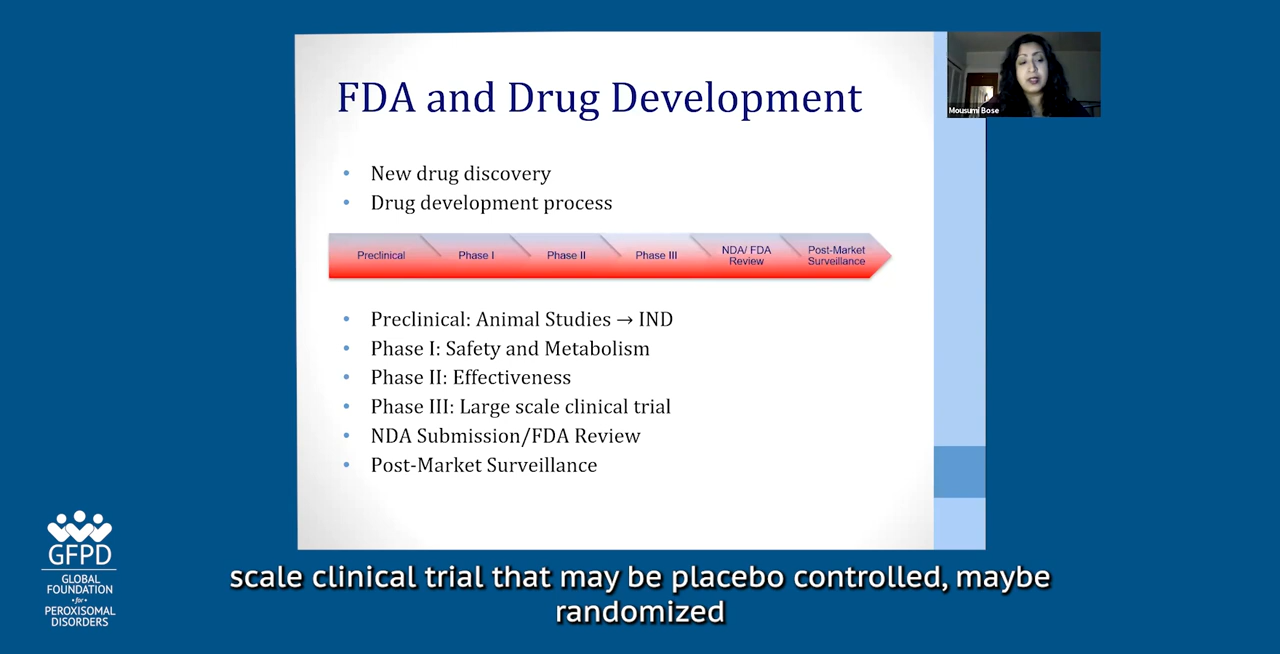 FDA and Drug Development
Mousumi Bose
• New drug discovery
• Drug development process
Preclinical
Phase I
Phase II
Phase III
NDA/ FDA
Review
Post-Market
Surveillance
• Preclinical: Animal Studies → IND
• Phase I: Safety and Metabolism
• Phase II: Effectiveness
• Phase III: Large scale clinical trial
• NDA Submission/FDA Review
• Post-Market Surveillance
GFPD
GLOBAL
FOUNDATION
for
PEROXISOMAL
DISORDERS
scale clinical trial that may be placebo controlled, maybe
randomized